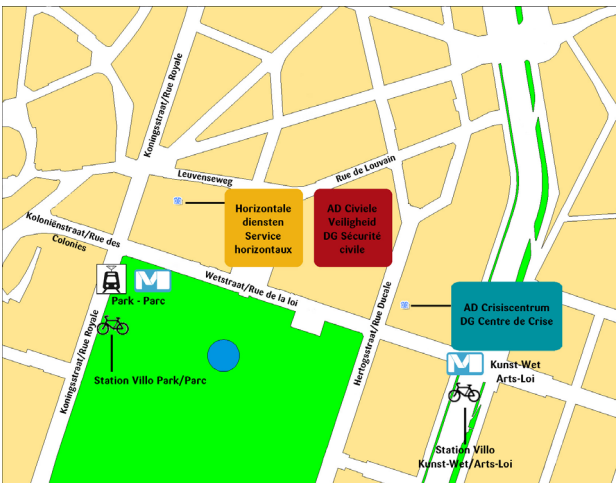 Koningsstraat/Rue Royale
Leuvenseweg
Rue de Louvain
Horizontale
diensten
Service
horizontaux
AD Civiele
Veiligheid
DG Sécurité
civile
Koloniënstraat/Rue des
Colonies
Wetstraat/Rue de la loi
Park - Parc
Hertogsstraat/Rue Ducale
AD Crisiscentrum
DG Centre de Crise
Koningsstraat/Rue Royale
Station Villo Park/Parc
M
Kunst-Wet
Arts-Loi
Station Villo
Kunst-Wet/Arts-Loi